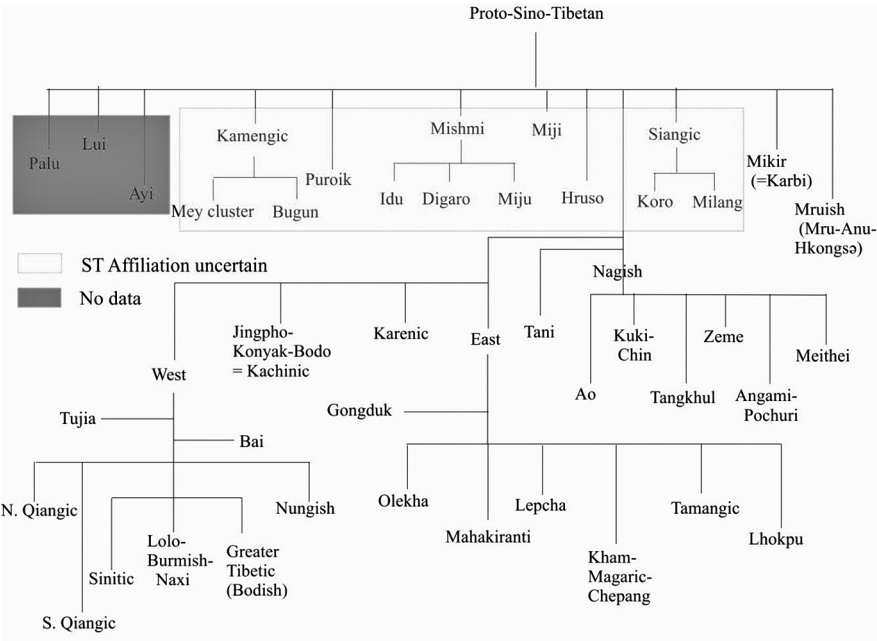 Proto-Sino-Tibetan
Palu
Lui
Ayi
Kamengic
Mey cluster
Bugun
Puroik
Mishmi
Idu
Digaro
Miju
Miji
Hruso
Siangic
Koro
Milang
Mikir
(=Karbi)
Mruish
(Mru-Anu-
Hkongsə)
ST Affiliation uncertain
No data
Nagish
Tani
Ao
Kuki-
Chin
Tangkhul
Zeme
Angami-
Pochuri
Meithei
West
Jingpho-
Konyak-Bodo
= Kachinic
Karenic
East
Tujia
Bai
Gongduk
N. Qiangic
S. Qiangic
Sinitic
Lolo-
Burmish-
Naxi
Greater
Tibetic
(Bodish)
Nungish
Olekha
Mahakiranti
Lepcha
Kham-
Magaric-
Chepang
Tamangic
Lhokpu